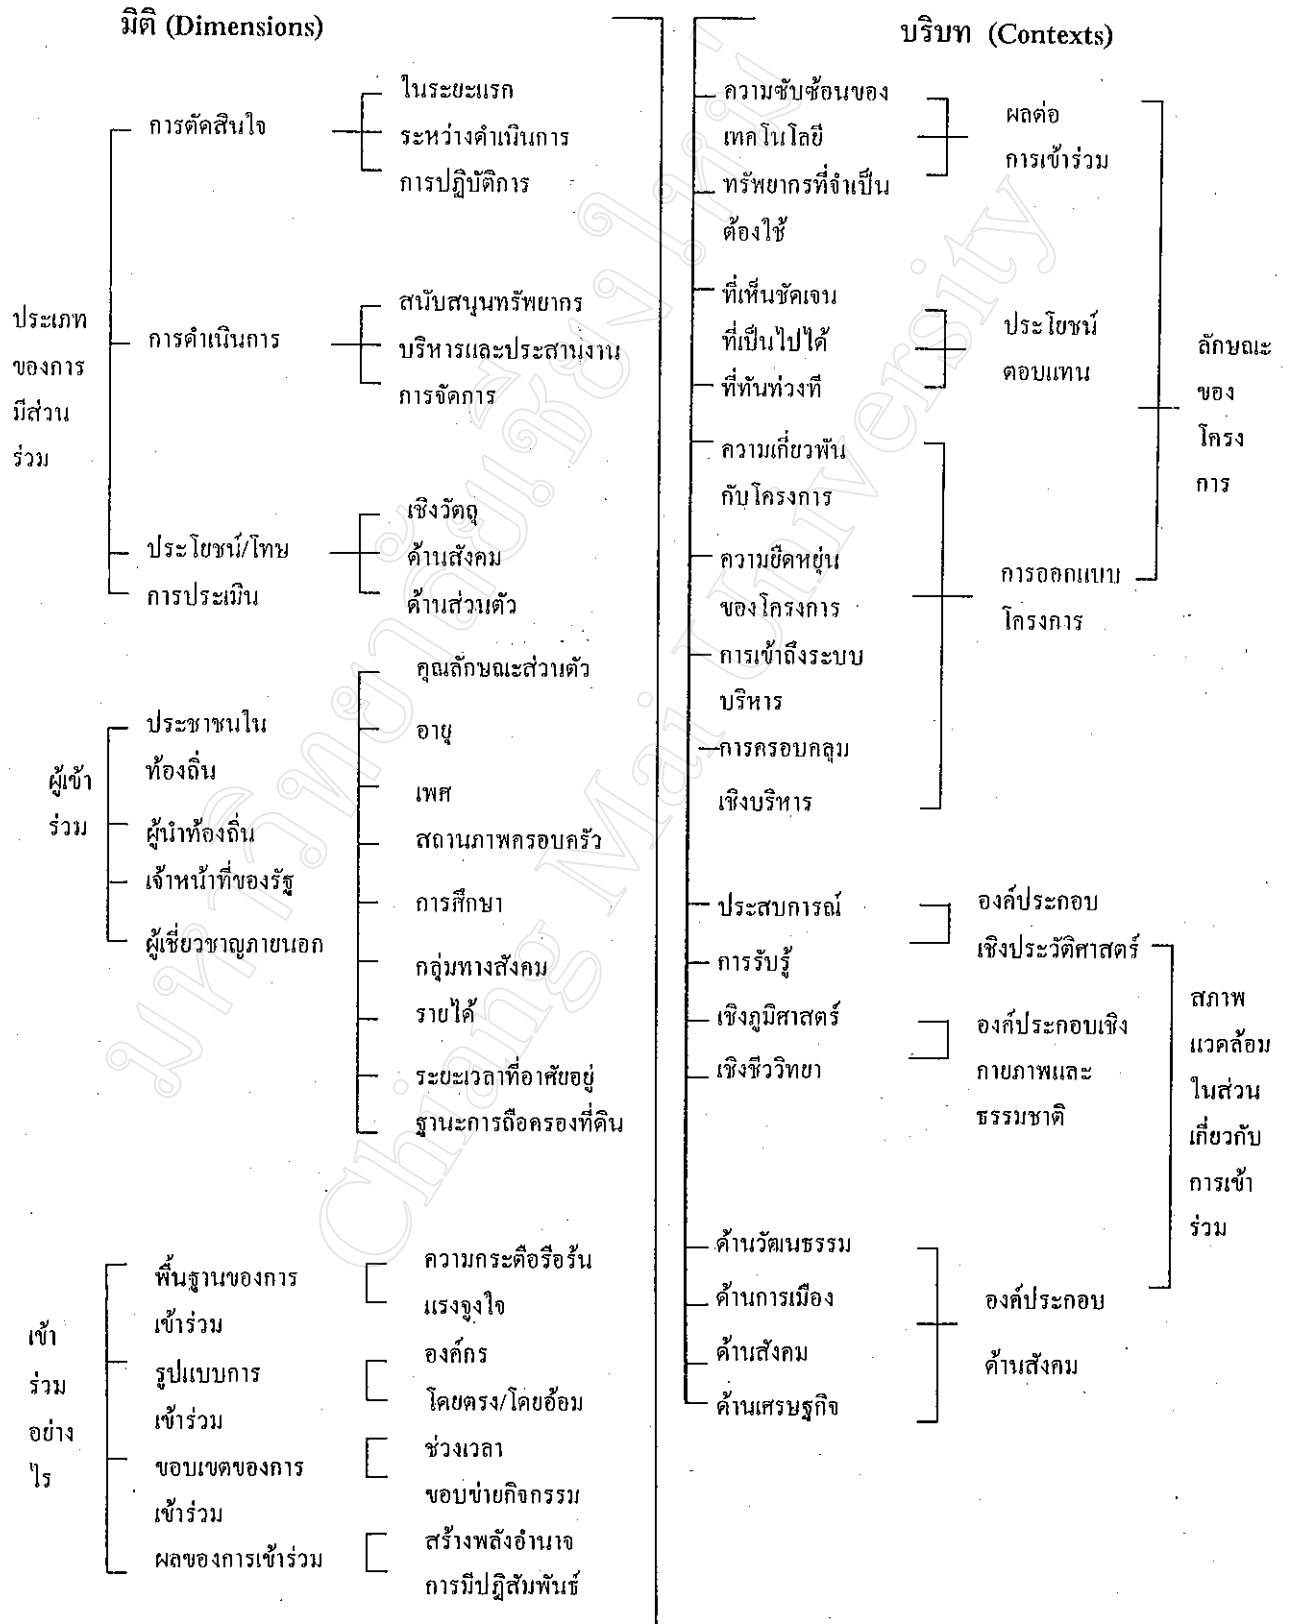 มิติ (Dimensions)
ประเภท
ของการ
มีส่วน
ร่วม
การตัดสินใจ
ในระยะแรก
ระหว่างดำเนินการ
การปฏิบัติการ
การดำเนินการ
สนับสนุนทรัพยากร
บริหารและประสานงาน
การจัดการ
ประโยชน์/โทษ
การประเมิน
เชิงวัตถุ
ด้านสังคม
ด้านส่วนตัว
ผู้เข้า
ร่วม
ประชาชนใน
ท้องถิ่น
ผู้นำท้องถิ่น
เจ้าหน้าที่ของรัฐ
ผู้เชี่ยวชาญภายนอก
คุณลักษณะส่วนตัว
อายุ
เพศ
สถานภาพครอบครัว
การศึกษา
กลุ่มทางสังคม
รายได้
ระยะเวลาที่อาศัยอยู่
ฐานะการถือครองที่ดิน
เข้า
ร่วม
อย่าง
ไร
พื้นฐานของการ
เข้าร่วม
ความกระตือรือร้น
แรงจูงใจ
รูปแบบการ
เข้าร่วม
องค์กร
โดยตรง/โดยอ้อม
ขอบเขตของการ
เข้าร่วม
ช่วงเวลา
ขอบข่ายกิจกรรม
ผลของการเข้าร่วม
สร้างพลังอำนาจ
การมีปฏิสัมพันธ์
บริบท (Contexts)
ความซับซ้อนของ
เทคโนโลยี
ทรัพยากรที่จำเป็น
ต้องใช้
ผลต่อ
การเข้าร่วม
ที่เห็นชัดเจน
ที่เป็นไปได้
ที่ทันท่วงที
ประโยชน์
ตอบแทน
ความเกี่ยวพัน
กับโครงการ
ความยืดหยุ่น
ของโครงการ
การเข้าถึงระบบ
บริหาร
การครอบคลุม
เชิงบริหาร
การออกแบบ
โครงการ
ลักษณะ
ของ
โครง
การ
ประสบการณ์
การรับรู้
องค์ประกอบ
เชิงประวัติศาสตร์
เชิงภูมิศาสตร์
เชิงชีววิทยา
องค์ประกอบเชิง
กายภาพและ
ธรรมชาติ
ด้านวัฒนธรรม
ด้านการเมือง
ด้านสังคม
ด้านเศรษฐกิจ
องค์ประกอบ
ด้านสังคม
สภาพ
แวดล้อม
ในส่วน
เกี่ยวกับ
การเข้า
ร่วม
มหาวิทยาลัยเชียงใหม่
Chiang Mai University